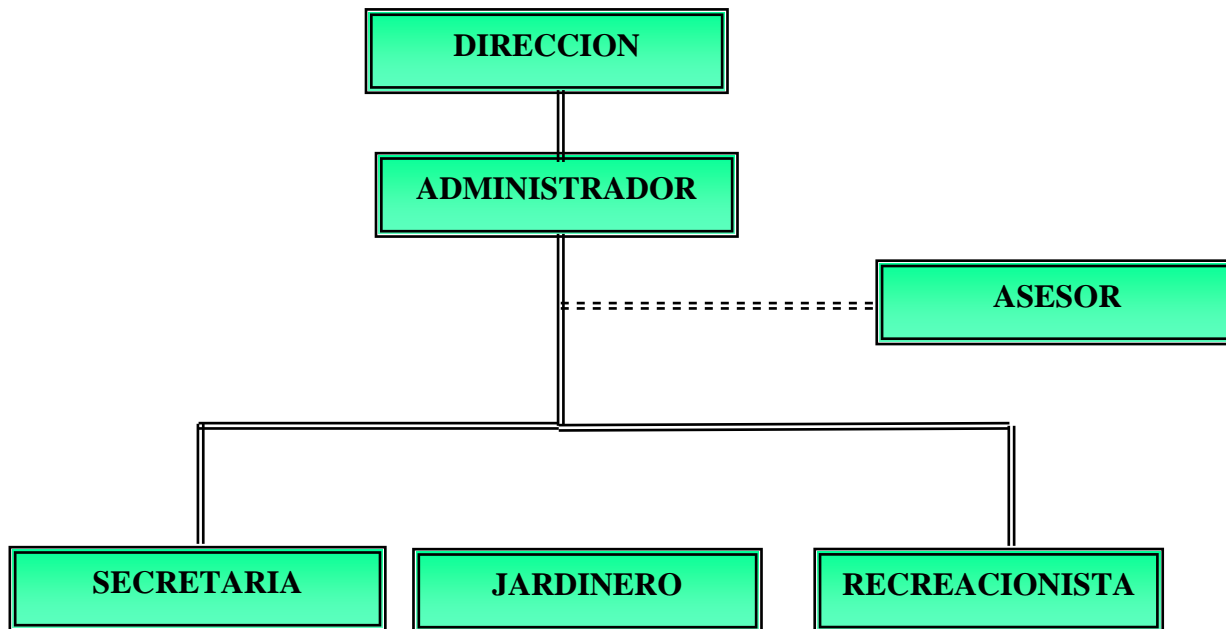 DIRECCION
ADMINISTRADOR
ASESOR
SECRETARIA
JARDINERO
RECREACIONISTA